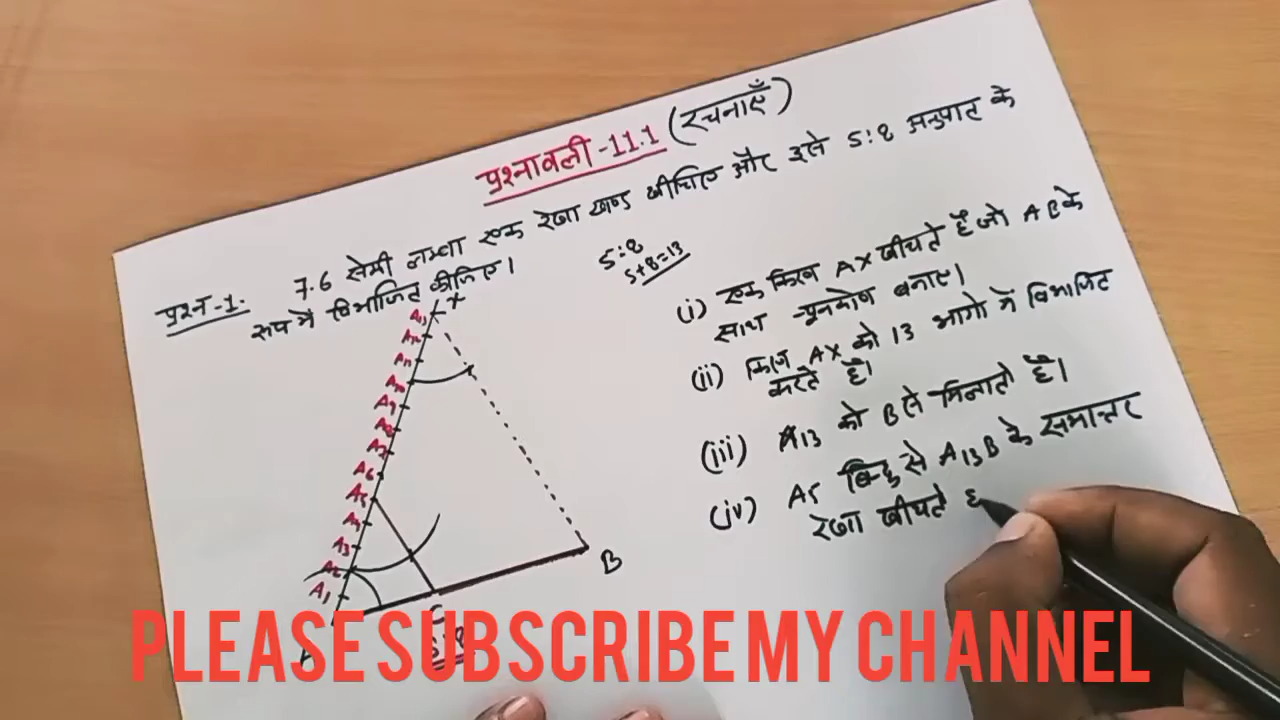 प्रश्नावली-11.1 (रचनाएँ)
प्रश्न-1. 7.6 सेमी लम्बा एक रेखा खण्ड खींचिए और इसे 5:8 अनुपात के
रूप में विभाजित कीजिए।
5:8
5+8=13
(i) एक किरण AX खींचते हैं जो AB के
साथ न्यूनकोण बनाए।
(ii) किरण AX को 13 भागो में विभाजित
करते हैं।
(iii) A13 को B से मिलाते हैं।
(iv) A5 बिन्दु से A13B के समान्तर
रेखा खींचते ह
X
A13
A12
A11
A10
A9
A8
A7
A6
A5
A4
A3
A2
A1
A
C
B
5:8
PLEASE SUBSCRIBE MY CHANNEL